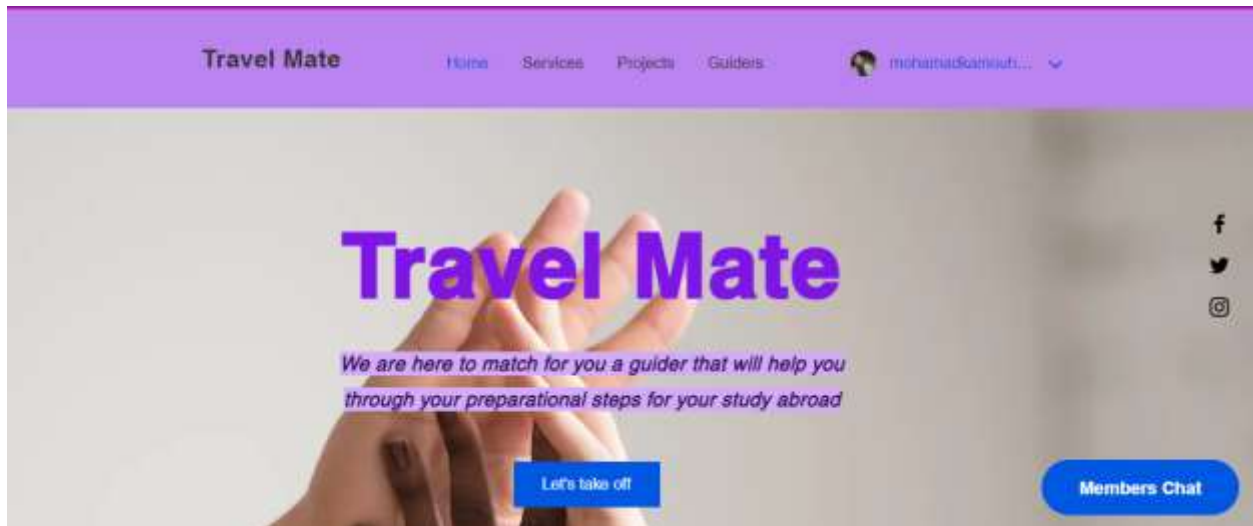 Travel Mate
Home Services Projects Guiders
Travel Mate
We are here to match for you a guider that will help you
through your preparational steps for your study abroad
Let's take off
Members Chat